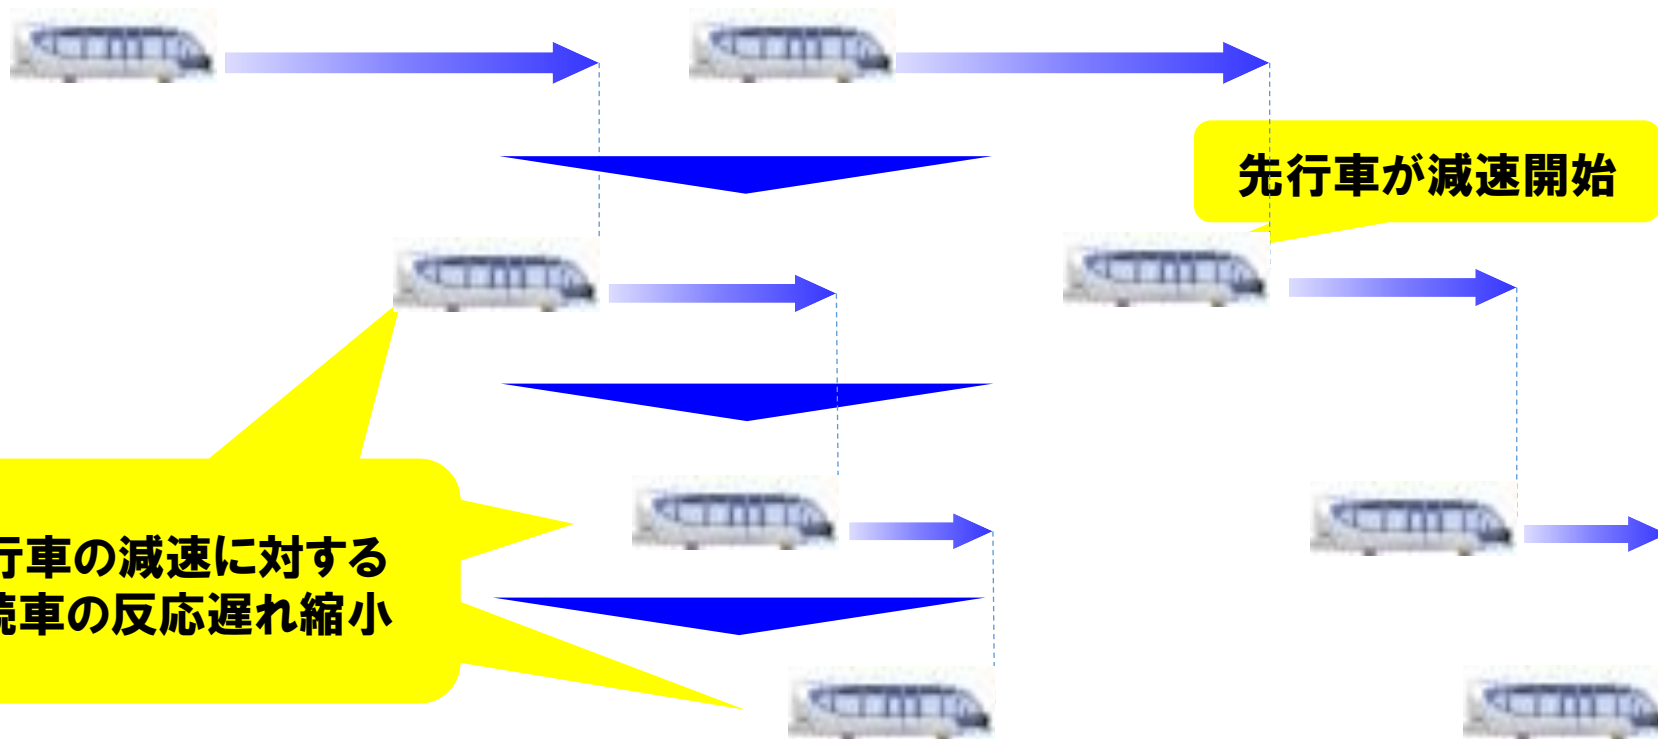 先行車が減速開始
行車の減速に対する
続車の反応遅れ縮小